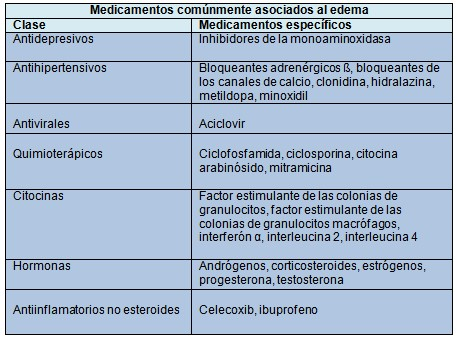 Medicamentos comúnmente asociados al edema
Clase Medicamentos específicos
Antidepresivos Inhibidores de la monoaminoxidasa
Antihipertensivos Bloqueantes adrenérgicos ß, bloqueantes de
los canales de calcio, clonidina, hidralazina,
metildopa, minoxidil
Antivirales Aciclovir
Quimioterápicos Ciclofosfamida, ciclosporina, citocina
arabinósido, mitramicina
Citocinas Factor estimulante de las colonias de
granulocitos, factor estimulante de las
colonias de granulocitos macrófagos,
interferón α, interleucina 2, interleucina 4
Hormonas Andrógenos, corticosteroides, estrógenos,
progesterona, testosterona
Antiinflamatorios no esteroides Celecoxib, ibuprofeno